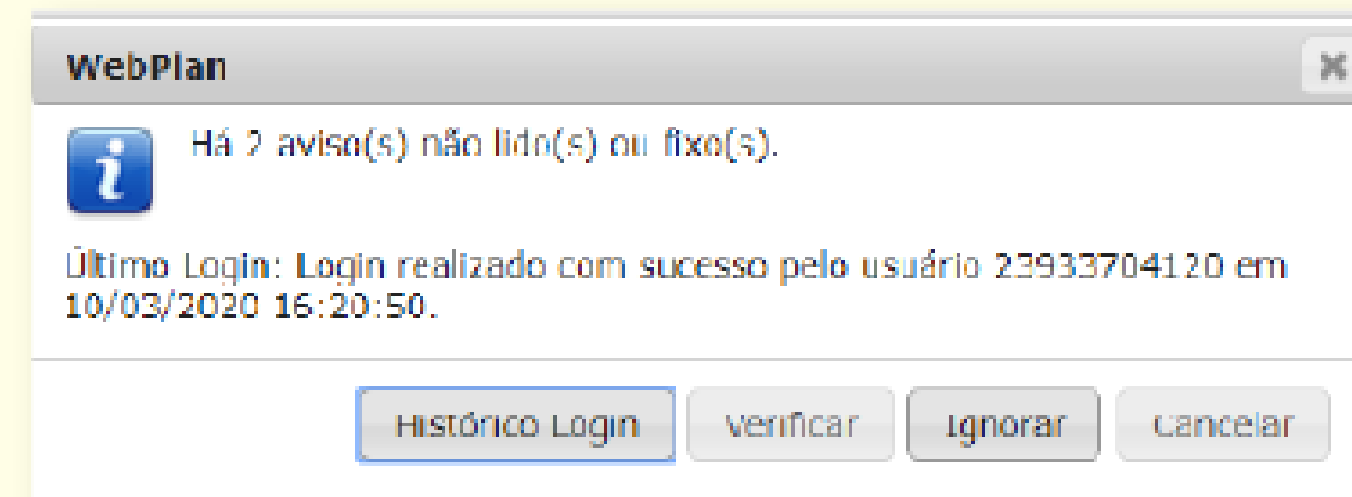 WebPlan
Há 2 aviso(s) não lido(s) ou fixo(s).
Último Login: Login realizado com sucesso pelo usuário 23933704120 em
10/03/2020 16:20:50.
Histórico Login Verificar Ignorar Cancelar